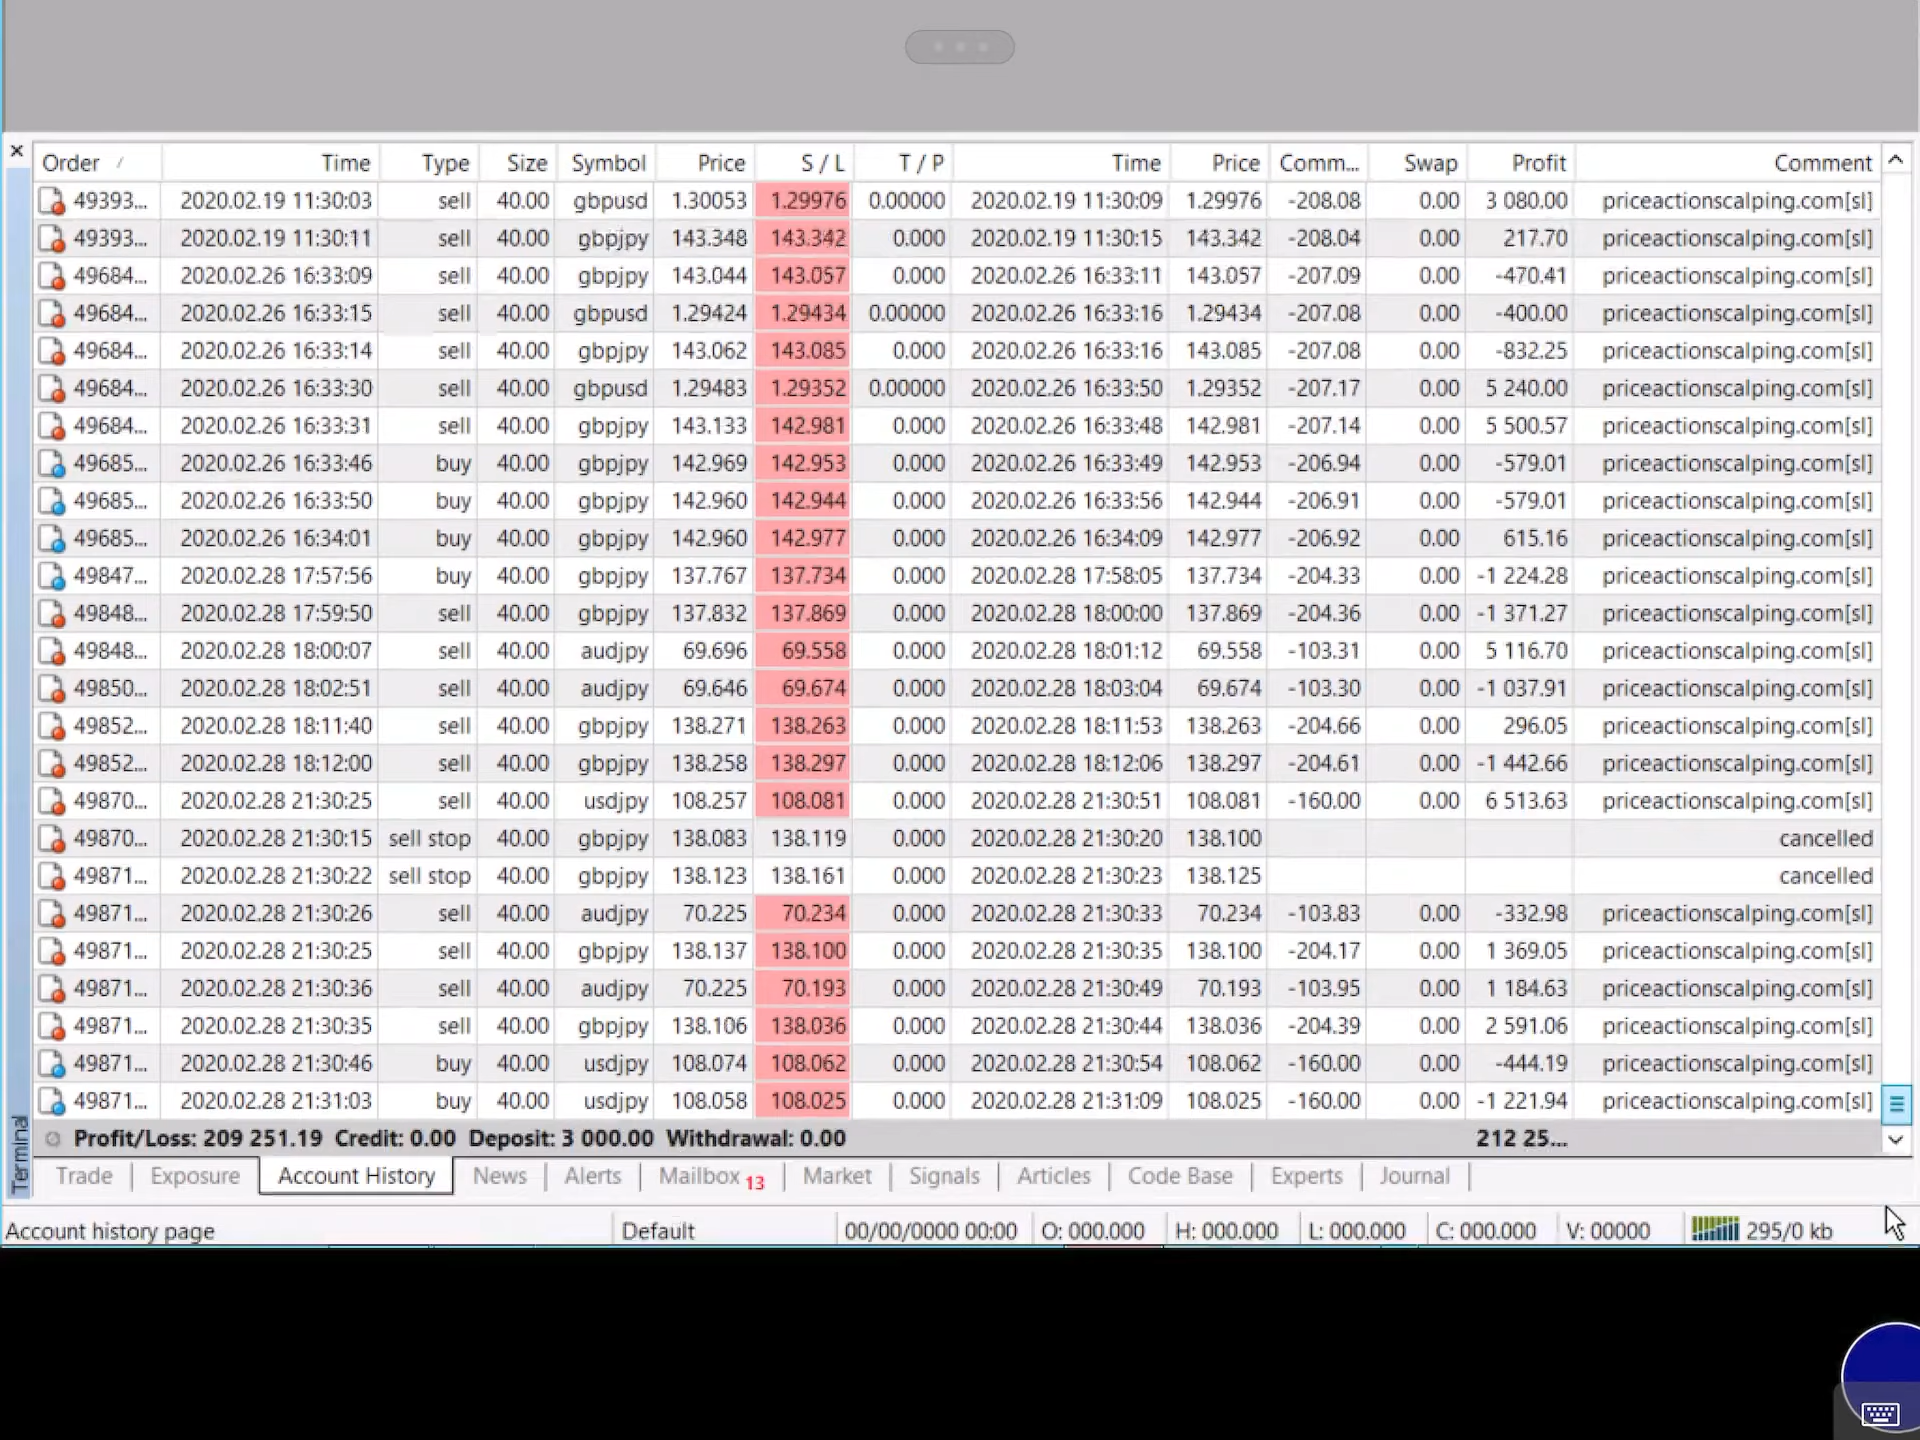 Order / Time Type Size Symbol Price S / L T / P Time Price Comm... Swap Profit Comment
49393... 2020.02.19 11:30:03 sell 40.00 gbpusd 1.30053 1.29976 0.00000 2020.02.19 11:30:09 1.29976 -208.08 0.00 3 080.00 priceactionscalping.com[sl]
49393... 2020.02.19 11:30:11 sell 40.00 gbpjpy 143.348 143.342 0.000 2020.02.19 11:30:15 143.342 -208.04 0.00 217.70 priceactionscalping.com[sl]
49684... 2020.02.26 16:33:09 sell 40.00 gbpjpy 143.044 143.057 0.000 2020.02.26 16:33:11 143.057 -207.09 0.00 -470.41 priceactionscalping.com[sl]
49684... 2020.02.26 16:33:15 sell 40.00 gbpusd 1.29424 1.29434 0.00000 2020.02.26 16:33:16 1.29434 -207.08 0.00 -400.00 priceactionscalping.com[sl]
49684... 2020.02.26 16:33:14 sell 40.00 gbpjpy 143.062 143.085 0.000 2020.02.26 16:33:16 143.085 -207.08 0.00 -832.25 priceactionscalping.com[sl]
49684... 2020.02.26 16:33:30 sell 40.00 gbpusd 1.29483 1.29352 0.00000 2020.02.26 16:33:50 1.29352 -207.17 0.00 5 240.00 priceactionscalping.com[sl]
49684... 2020.02.26 16:33:31 sell 40.00 gbpjpy 143.133 142.981 0.000 2020.02.26 16:33:48 142.981 -207.14 0.00 5 500.57 priceactionscalping.com[sl]
49685... 2020.02.26 16:33:46 buy 40.00 gbpjpy 142.969 142.953 0.000 2020.02.26 16:33:49 142.953 -206.94 0.00 -579.01 priceactionscalping.com[sl]
49685... 2020.02.26 16:33:50 buy 40.00 gbpjpy 142.960 142.944 0.000 2020.02.26 16:33:56 142.944 -206.91 0.00 -579.01 priceactionscalping.com[sl]
49685... 2020.02.26 16:34:01 buy 40.00 gbpjpy 142.960 142.977 0.000 2020.02.26 16:34:09 142.977 -206.92 0.00 615.16 priceactionscalping.com[sl]
49847... 2020.02.28 17:57:56 buy 40.00 gbpjpy 137.767 137.734 0.000 2020.02.28 17:58:05 137.734 -204.33 0.00 -1 224.28 priceactionscalping.com[sl]
49848... 2020.02.28 17:59:50 sell 40.00 gbpjpy 137.832 137.869 0.000 2020.02.28 18:00:00 137.869 -204.36 0.00 -1 371.27 priceactionscalping.com[sl]
49848... 2020.02.28 18:00:07 sell 40.00 audjpy 69.696 69.558 0.000 2020.02.28 18:01:12 69.558 -103.31 0.00 5 116.70 priceactionscalping.com[sl]
49850... 2020.02.28 18:02:51 sell 40.00 audjpy 69.646 69.674 0.000 2020.02.28 18:03:04 69.674 -103.30 0.00 -1 037.91 priceactionscalping.com[sl]
49852... 2020.02.28 18:11:40 sell 40.00 gbpjpy 138.271 138.263 0.000 2020.02.28 18:11:53 138.263 -204.66 0.00 296.05 priceactionscalping.com[sl]
49852... 2020.02.28 18:12:00 sell 40.00 gbpjpy 138.258 138.297 0.000 2020.02.28 18:12:06 138.297 -204.61 0.00 -1 442.66 priceactionscalping.com[sl]
49870... 2020.02.28 21:30:25 sell 40.00 usdjpy 108.257 108.081 0.000 2020.02.28 21:30:51 108.081 -160.00 0.00 6 513.63 priceactionscalping.com[sl]
49870... 2020.02.28 21:30:15 sell stop 40.00 gbpjpy 138.083 138.119 0.000 2020.02.28 21:30:20 138.100 cancelled
49871... 2020.02.28 21:30:22 sell stop 40.00 gbpjpy 138.123 138.161 0.000 2020.02.28 21:30:23 138.125 cancelled
49871... 2020.02.28 21:30:26 sell 40.00 audjpy 70.225 70.234 0.000 2020.02.28 21:30:33 70.234 -103.83 0.00 -332.98 priceactionscalping.com[sl]
49871... 2020.02.28 21:30:25 sell 40.00 gbpjpy 138.137 138.100 0.000 2020.02.28 21:30:35 138.100 -204.17 0.00 1 369.05 priceactionscalping.com[sl]
49871... 2020.02.28 21:30:36 sell 40.00 audjpy 70.225 70.193 0.000 2020.02.28 21:30:49 70.193 -103.95 0.00 1 184.63 priceactionscalping.com[sl]
49871... 2020.02.28 21:30:35 sell 40.00 gbpjpy 138.106 138.036 0.000 2020.02.28 21:30:44 138.036 -204.39 0.00 2 591.06 priceactionscalping.com[sl]
49871... 2020.02.28 21:30:46 buy 40.00 usdjpy 108.074 108.062 0.000 2020.02.28 21:30:54 108.062 -160.00 0.00 -444.19 priceactionscalping.com[sl]
49871... 2020.02.28 21:31:03 buy 40.00 usdjpy 108.058 108.025 0.000 2020.02.28 21:31:09 108.025 -160.00 0.00 -1 221.94 priceactionscalping.com[sl]
Profit/Loss: 209 251.19 Credit: 0.00 Deposit: 3 000.00 Withdrawal: 0.00 212 25...
Terminal
Trade Exposure Account History News Alerts Mailbox 13 Market Signals Articles Code Base Experts Journal
Account history page Default 00/00/0000 00:00 O: 000.000 H: 000.000 L: 000.000 C: 000.000 V: 00000 295/0 kb